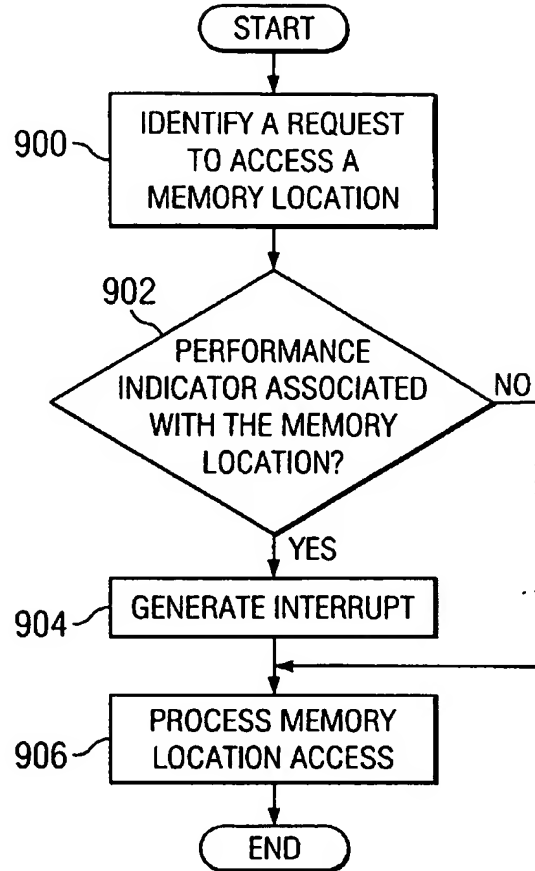 START
900
IDENTIFY A REQUEST
TO ACCESS A
MEMORY LOCATION
902
PERFORMANCE
INDICATOR ASSOCIATED
WITH THE MEMORY
LOCATION?
NO
YES
904
GENERATE INTERRUPT
906
PROCESS MEMORY
LOCATION ACCESS
END